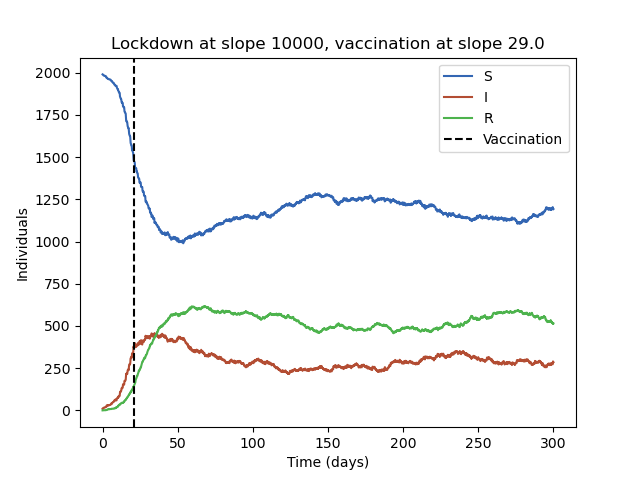 Lockdown at slope 10000, vaccination at slope 29.0
2000
1750
1500
1250
1000
750
500
250
0
Individuals
S
I
R
Vaccination
0 50 100 150 200 250 300
Time (days)